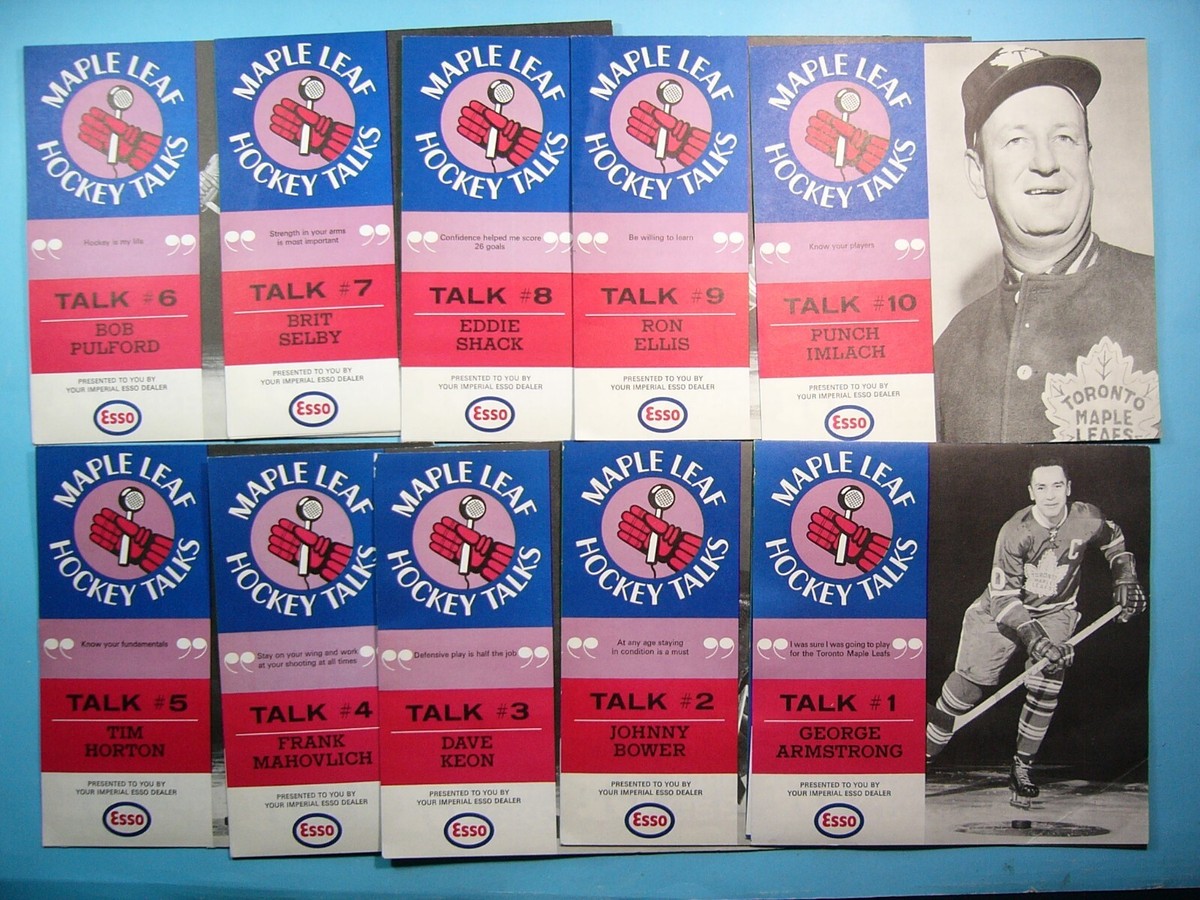 MAPLE LEAF
HOCKEY TALKS
“ Hockey is my life ”
TALK #6
BOB
PULFORD
PRESENTED TO YOU BY
YOUR IMPERIAL ESSO DEALER
Esso
MAPLE LEAF
HOCKEY TALKS
“ Strength in your arms
is most important ”
TALK #7
BRIT
SELBY
PRESENTED TO YOU BY
YOUR IMPERIAL ESSO DEALER
Esso
MAPLE LEAF
HOCKEY TALKS
“ Confidence helped me score
26 goals ”
TALK #8
EDDIE
SHACK
PRESENTED TO YOU BY
YOUR IMPERIAL ESSO DEALER
Esso
MAPLE LEAF
HOCKEY TALKS
“ Be willing to learn ”
TALK #9
RON
ELLIS
PRESENTED TO YOU BY
YOUR IMPERIAL ESSO DEALER
Esso
MAPLE LEAF
HOCKEY TALKS
“ Know your players ”
TALK #10
PUNCH
IMLACH
PRESENTED TO YOU BY
YOUR IMPERIAL ESSO DEALER
Esso
TORONTO
MAPLE
LEAFS
MAPLE LEAF
HOCKEY TALKS
“ Know your fundamentals ”
TALK #5
TIM
HORTON
PRESENTED TO YOU BY
YOUR IMPERIAL ESSO DEALER
Esso
MAPLE LEAF
HOCKEY TALKS
“ Stay on your wing and work
at your shooting at all times ”
TALK #4
FRANK
MAHOVLICH
PRESENTED TO YOU BY
YOUR IMPERIAL ESSO DEALER
Esso
MAPLE LEAF
HOCKEY TALKS
“ Defensive play is half the job ”
TALK #3
DAVE
KEON
PRESENTED TO YOU BY
YOUR IMPERIAL ESSO DEALER
Esso
MAPLE LEAF
HOCKEY TALKS
“ At any age staying
in condition is a must ”
TALK #2
JOHNNY
BOWER
PRESENTED TO YOU BY
YOUR IMPERIAL ESSO DEALER
Esso
MAPLE LEAF
HOCKEY TALKS
“ I was sure I was going to play
for the Toronto Maple Leafs ”
TALK #1
GEORGE
ARMSTRONG
PRESENTED TO YOU BY
YOUR IMPERIAL ESSO DEALER
Esso
C
TORONTO